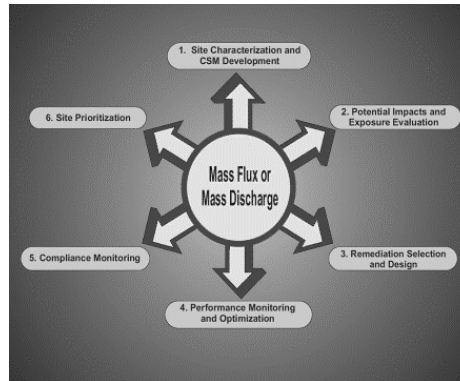 1. Site Characterization and
CSM Development
2. Potential Impacts and
Exposure Evaluation
3. Remediation Selection
and Design
4. Performance Monitoring
and Optimization
5. Compliance Monitoring
6. Site Prioritization
Mass Flux or
Mass Discharge